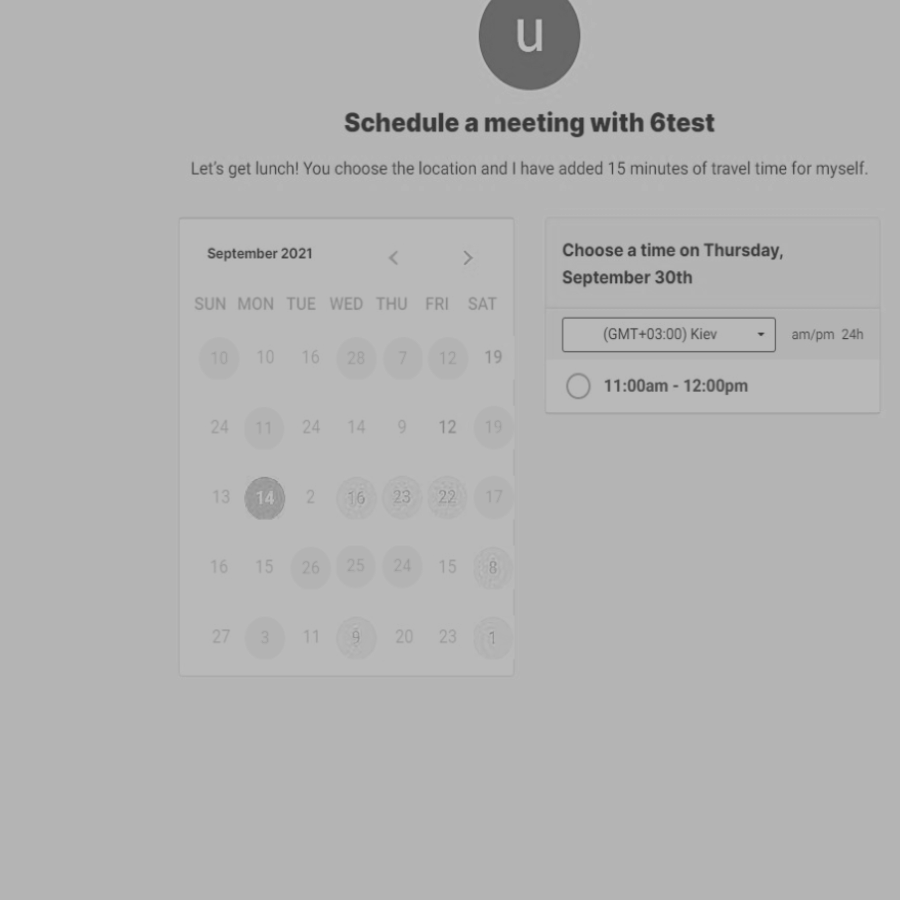 u
Schedule a meeting with 6test
Let's get lunch! You choose the location and I have added 15 minutes of travel time for myself.
September 2021
SUN MON TUE WED THU FRI SAT
10 10 16 28 7 12 19
24 11 24 14 9 12 19
13 14 2 16 23 22 17
16 15 26 25 24 15 8
27 3 11 9 20 23 1
Choose a time on Thursday,
September 30th
(GMT+03:00) Kiev am/pm 24h
11:00am - 12:00pm